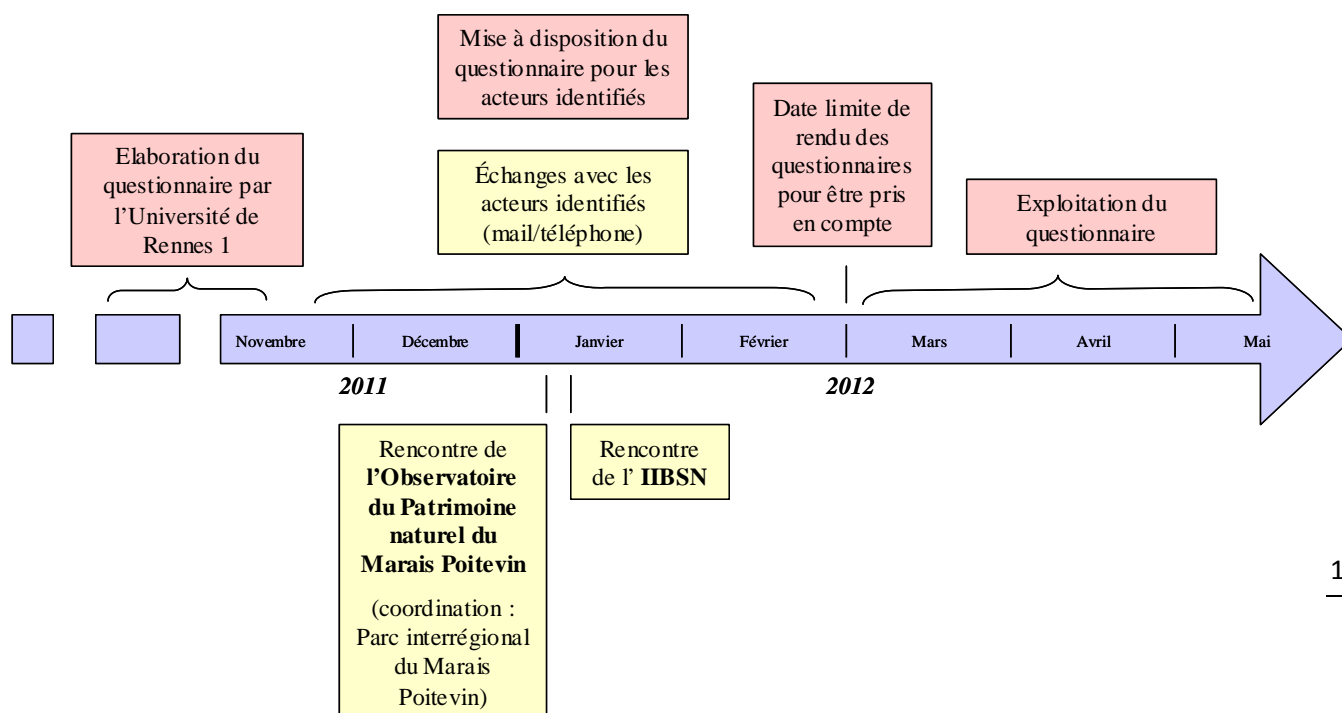 Mise à disposition du
questionnaire pour les
acteurs identifiés
Date limite de
rendu des
questionnaires
pour être pris
en compte
Elaboration du
questionnaire par
l’Université de
Rennes 1
Échanges avec les
acteurs identifiés
(mail/téléphone)
Exploitation du
questionnaire
Novembre
Décembre
Janvier
Février
Mars
Avril
Mai
2011
2012
Rencontre de
l’Observatoire
du Patrimoine
naturel du
Marais Poitevin
(coordination :
Parc interrégional
du Marais
Poitevin)
Rencontre
de l’ IIBSN
1